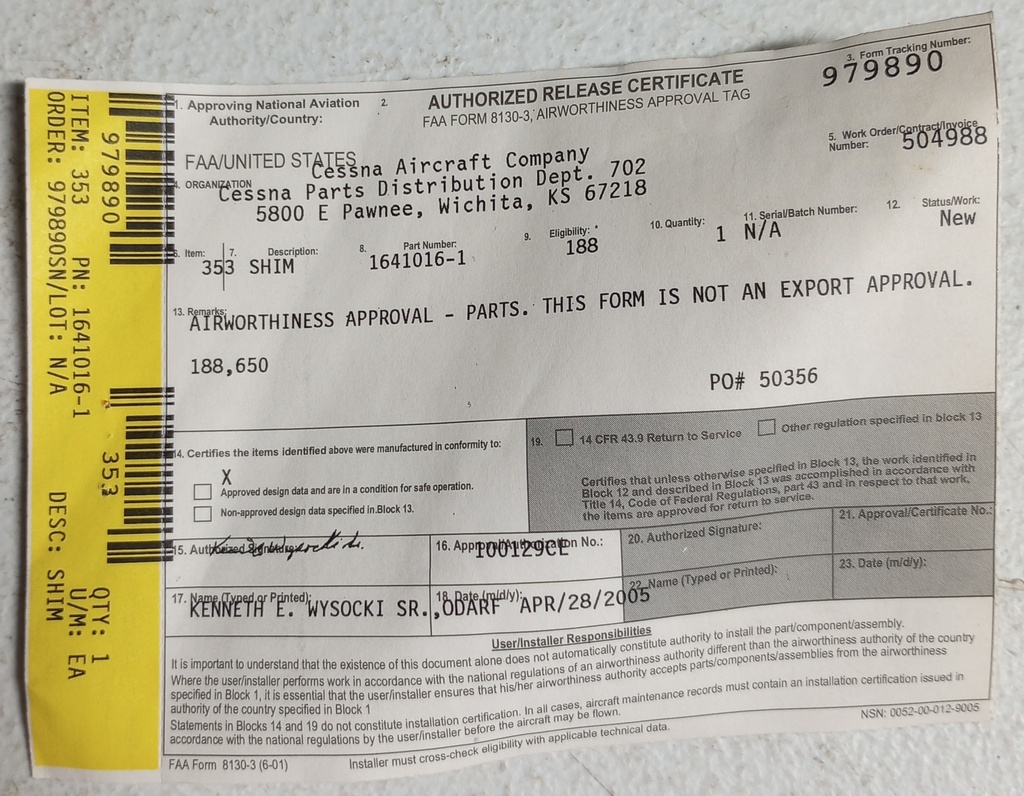 ITEM: 353 PN: 1641016-1 QTY: 1
ORDER: 979890SN/LOT: N/A DESC: SHIM U/M: EA
979890
353
1. Approving National Aviation Authority/Country:
2. AUTHORIZED RELEASE CERTIFICATE
FAA FORM 8130-3, AIRWORTHINESS APPROVAL TAG
3. Form Tracking Number:
979890
FAA/UNITED STATES
4. ORGANIZATION
Cessna Aircraft Company
Cessna Parts Distribution Dept. 702
5800 E Pawnee, Wichita, KS 67218
5. Work Order/Contract/Invoice Number:
504988
6. Item: 7. Description: 8. Part Number: 9. Eligibility: 10. Quantity: 11. Serial/Batch Number: 12. Status/Work:
353 SHIM 1641016-1 188 1 N/A New
13. Remarks:
AIRWORTHINESS APPROVAL - PARTS. THIS FORM IS NOT AN EXPORT APPROVAL.
188,650
PO# 50356
14. Certifies the items identified above were manufactured in conformity to:
X
Approved design data and are in a condition for safe operation.
Non-approved design data specified in Block 13.
19. 14 CFR 43.9 Return to Service Other regulation specified in block 13
Certifies that unless otherwise specified in Block 13, the work identified in
Block 12 and described in Block 13 was accomplished in accordance with
Title 14, Code of Federal Regulations, part 43 and in respect to that work,
the items are approved for return to service.
15. Authorized Signature:
16. Approval/Authorization No.:
100129CE
20. Authorized Signature:
21. Approval/Certificate No.:
17. Name (Typed or Printed):
KENNETH E. WYSOCKI SR.,ODARF
18. Date (m/d/y):
APR/28/2005
22. Name (Typed or Printed):
23. Date (m/d/y):
User/Installer Responsibilities
It is important to understand that the existence of this document alone does not automatically constitute authority to install the part/component/assembly.
Where the user/installer performs work in accordance with the national regulations of an airworthiness authority different than the airworthiness authority of the country
specified in Block 1, it is essential that the user/installer ensures that his/her airworthiness authority accepts parts/components/assemblies from the airworthiness
authority of the country specified in Block 1
Statements in Blocks 14 and 19 do not constitute installation certification. In all cases, aircraft maintenance records must contain an installation certification issued in
accordance with the national regulations by the user/installer before the aircraft may be flown.
FAA Form 8130-3 (6-01)
Installer must cross-check eligibility with applicable technical data.
NSN: 0052-00-012-9005